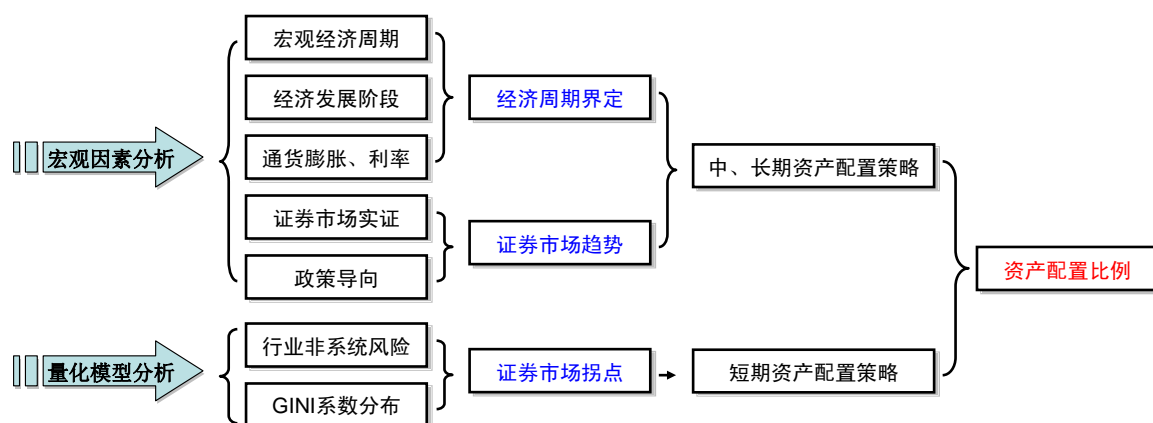 宏观因素分析
宏观经济周期
经济发展阶段
通货膨胀、利率
证券市场实证
政策导向
经济周期界定
证券市场趋势
中、长期资产配置策略
资产配置比例
量化模型分析
行业非系统风险
GINI系数分布
证券市场拐点
短期资产配置策略